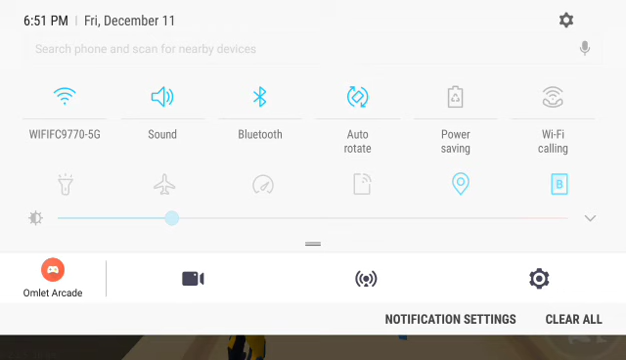 6:51 PM | Fri, December 11
Search phone and scan for nearby devices
WIFIFC9770-5G
Sound
Bluetooth
Auto
rotate
Power
saving
Wi-Fi
calling
B
Omlet Arcade
NOTIFICATION SETTINGS
CLEAR ALL